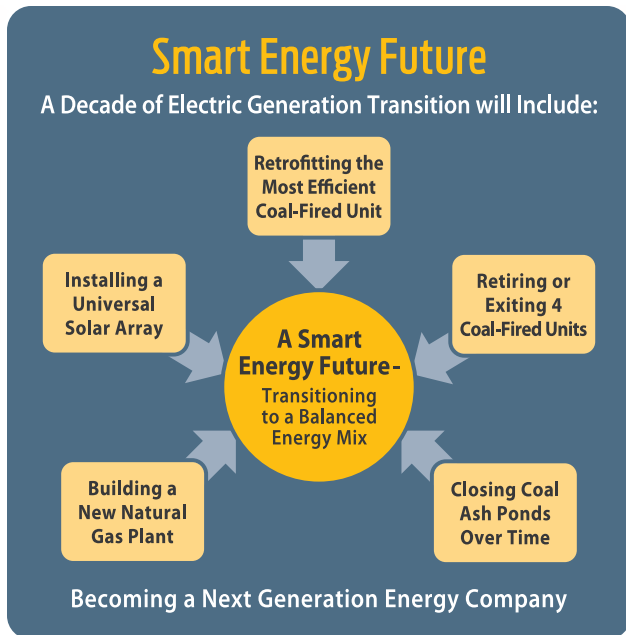 Smart Energy Future
A Decade of Electric Generation Transition will Include:
Retrofitting the
Most Efficient
Coal-Fired Unit
Installing a
Universal
Solar Array
Retiring or
Exiting 4
Coal-Fired Units
A Smart
Energy Future-
Transitioning
to a Balanced
Energy Mix
Building a
New Natural
Gas Plant
Closing Coal
Ash Ponds
Over Time
Becoming a Next Generation Energy Company